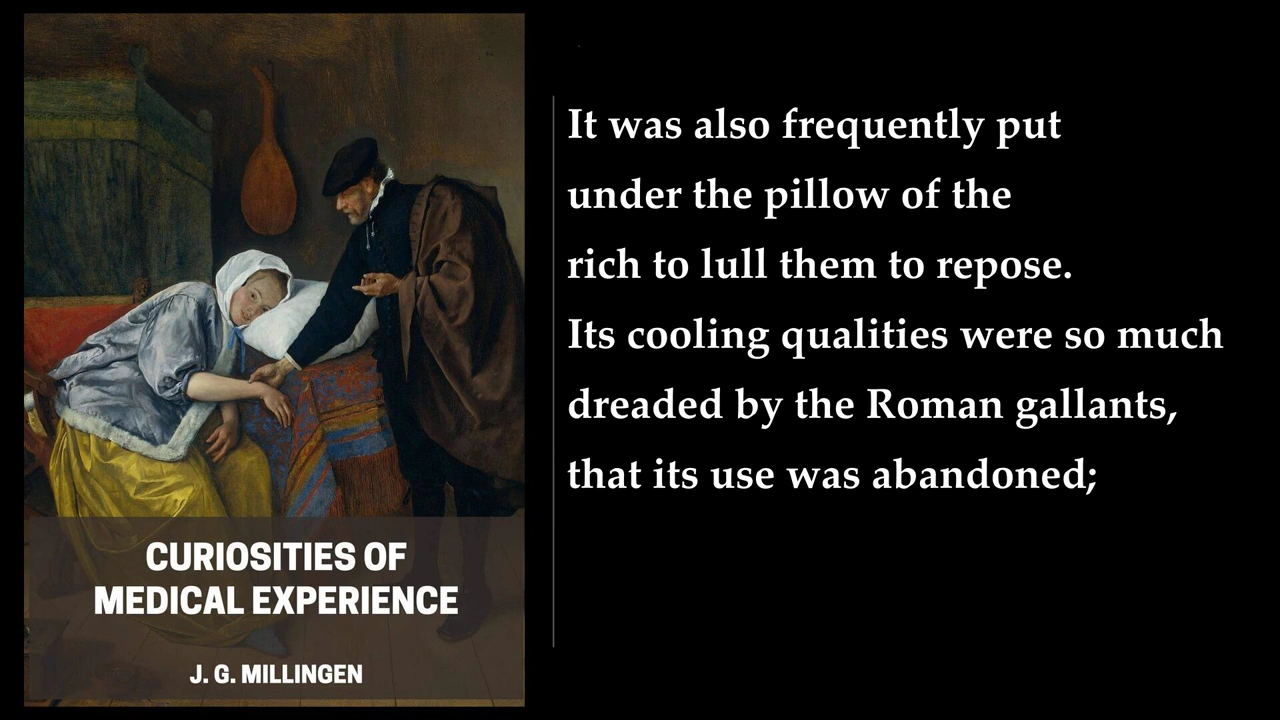 CURIOSITIES OF
MEDICAL EXPERIENCE
J. G. MILLINGEN
It was also frequently put
under the pillow of the
rich to lull them to repose.
Its cooling qualities were so much
dreaded by the Roman gallants,
that its use was abandoned;